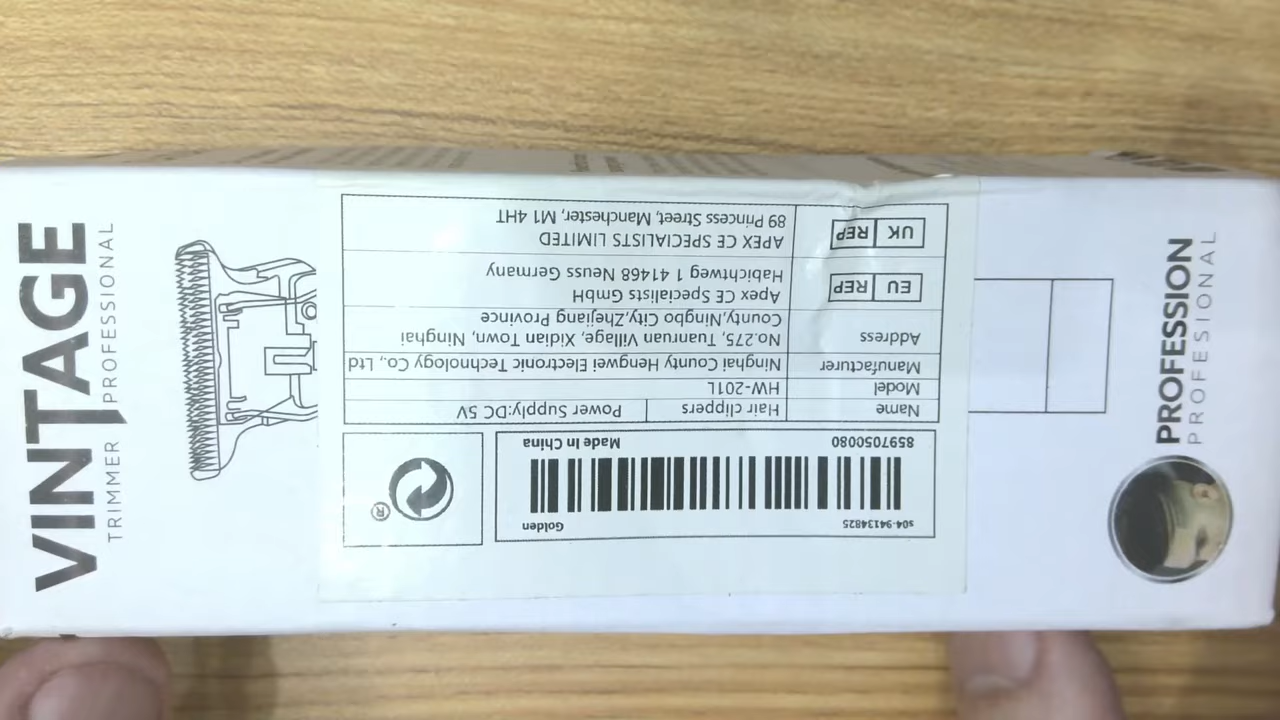 VINTAGE
TRIMMER PROFESSIONAL
PROFESSION
PROFESIONAL
s04-94134825 Golden
8597050080 Made In China
®
Name Hair clippers Power Supply:DC 5V
Model HW-201L
Manufacturer Ninghai County Hengwei Electronic Technology Co., Ltd
Address No.275, Tuanruan Village, Xidian Town, Ninghai
County,Ningbo City,Zhejiang Province
EU REP Apex CE Specialists GmbH
Habichtweg 1 41468 Neuss Germany
UK REP APEX CE SPECIALISTS LIMITED
89 Princess Street, Manchester, M1 4HT